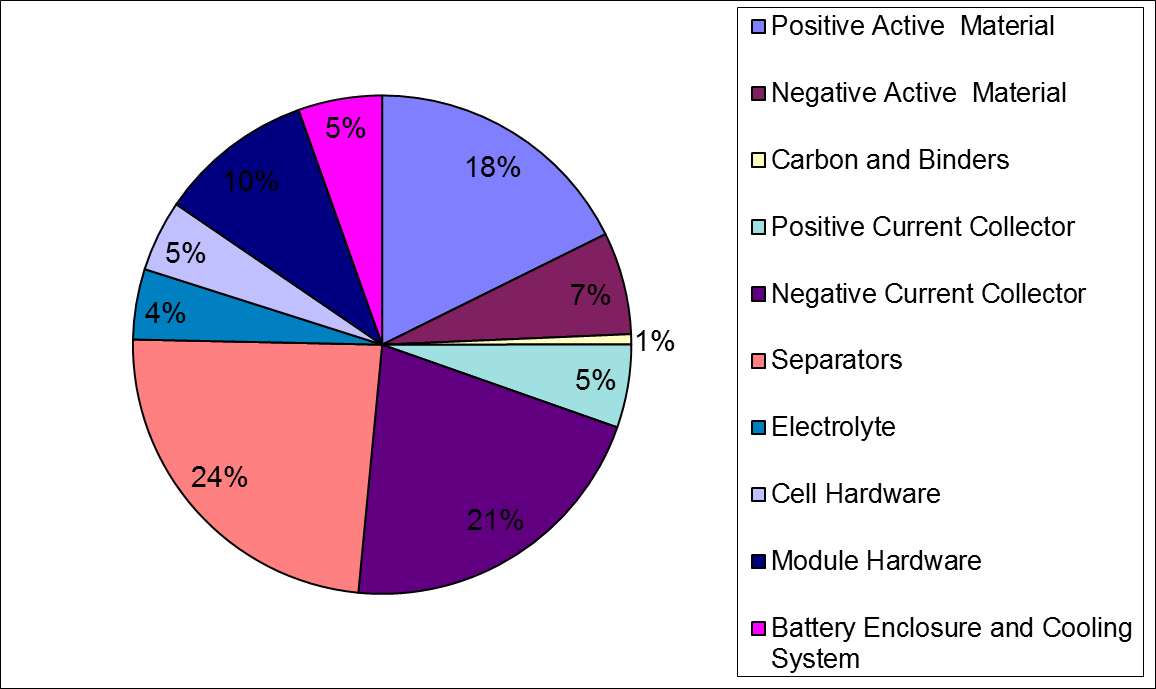 Positive Active  Material
Negative Active  Material
Carbon and Binders
Positive Current Collector
Negative Current Collector
Separators
Electrolyte
Cell Hardware
Module Hardware
Battery Enclosure and Cooling
System
18%
7%
1%
5%
21%
24%
4%
5%
10%
5%